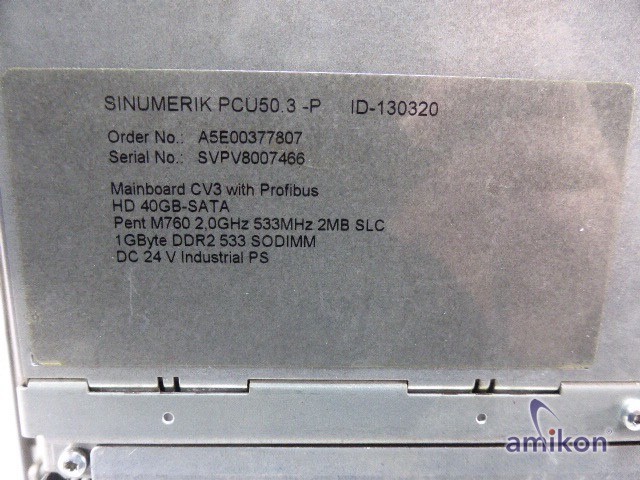 SINUMERIK PCU50.3 -P ID-130320
Order No.: A5E00377807
Serial No.: SVPV8007466
Mainboard CV3 with Profibus
HD 40GB-SATA
Pent M760 2,0GHz 533MHz 2MB SLC
1GByte DDR2 533 SODIMM
DC 24 V Industrial PS
amikon